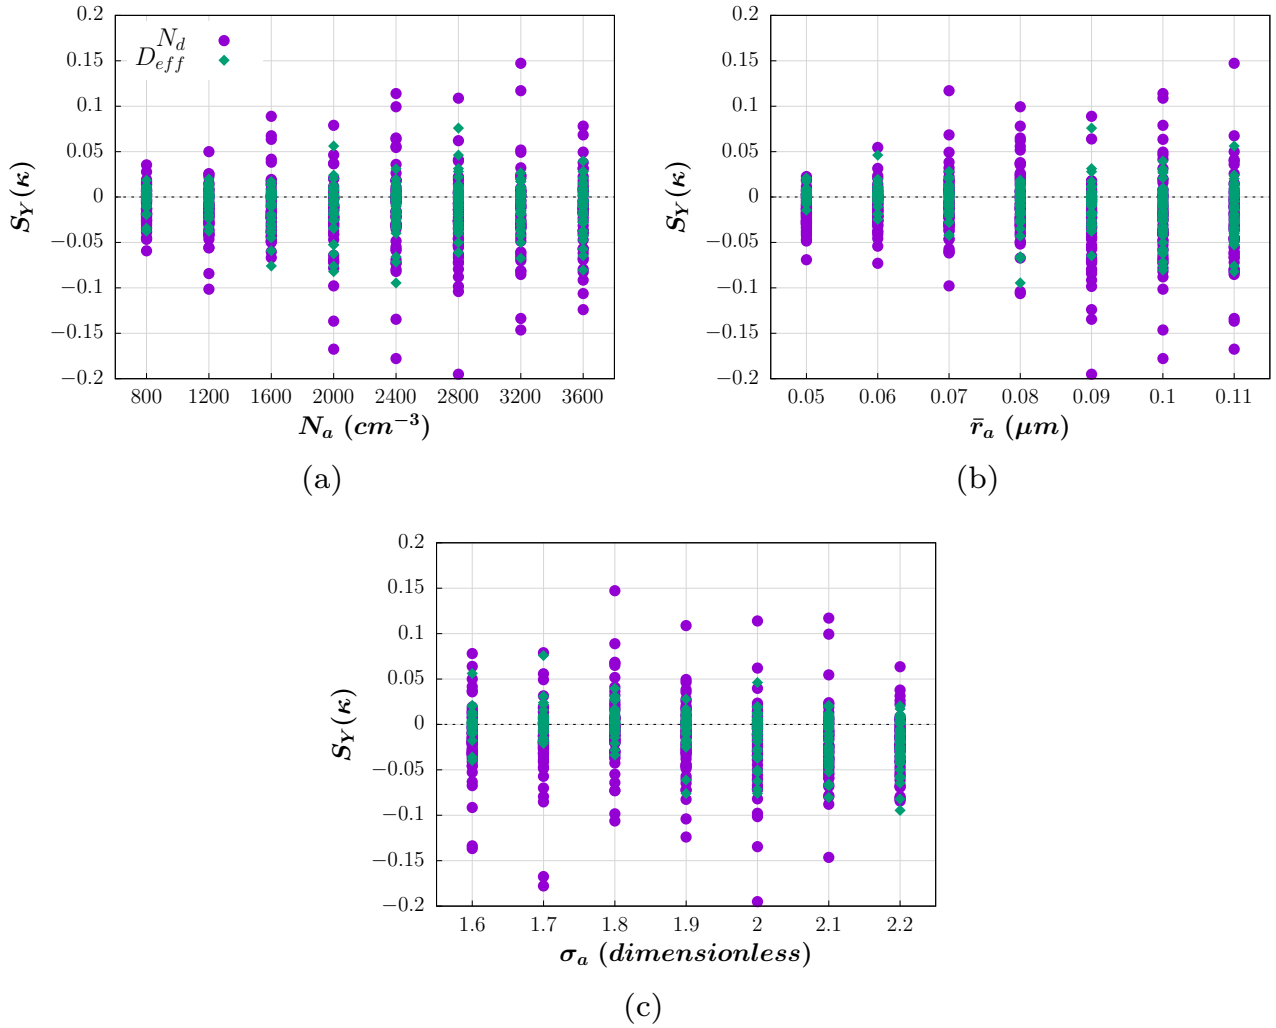 0.2
0.15
0.1
0.05
0
−0.05
−0.1
−0.15
−0.2
S_Y(κ)
N_d
D_eff
800 1200 1600 2000 2400 2800 3200 3600
N_a (cm⁻³)
(a)
0.2
0.15
0.1
0.05
0
−0.05
−0.1
−0.15
−0.2
S_Y(κ)
0.05 0.06 0.07 0.08 0.09 0.1 0.11
r̄_a (μm)
(b)
0.2
0.15
0.1
0.05
0
−0.05
−0.1
−0.15
−0.2
S_Y(κ)
1.6 1.7 1.8 1.9 2 2.1 2.2
σ_a (dimensionless)
(c)